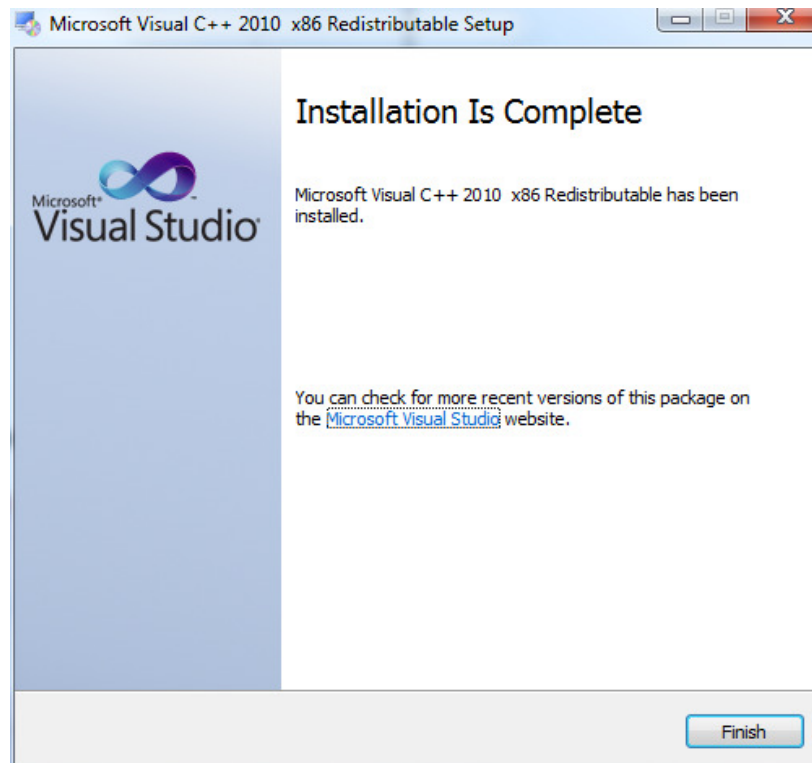 Microsoft Visual C++ 2010  x86 Redistributable Setup
Installation Is Complete
Microsoft Visual C++ 2010  x86 Redistributable has been
installed.
Microsoft®
Visual Studio®
You can check for more recent versions of this package on
the Microsoft Visual Studio website.
Finish